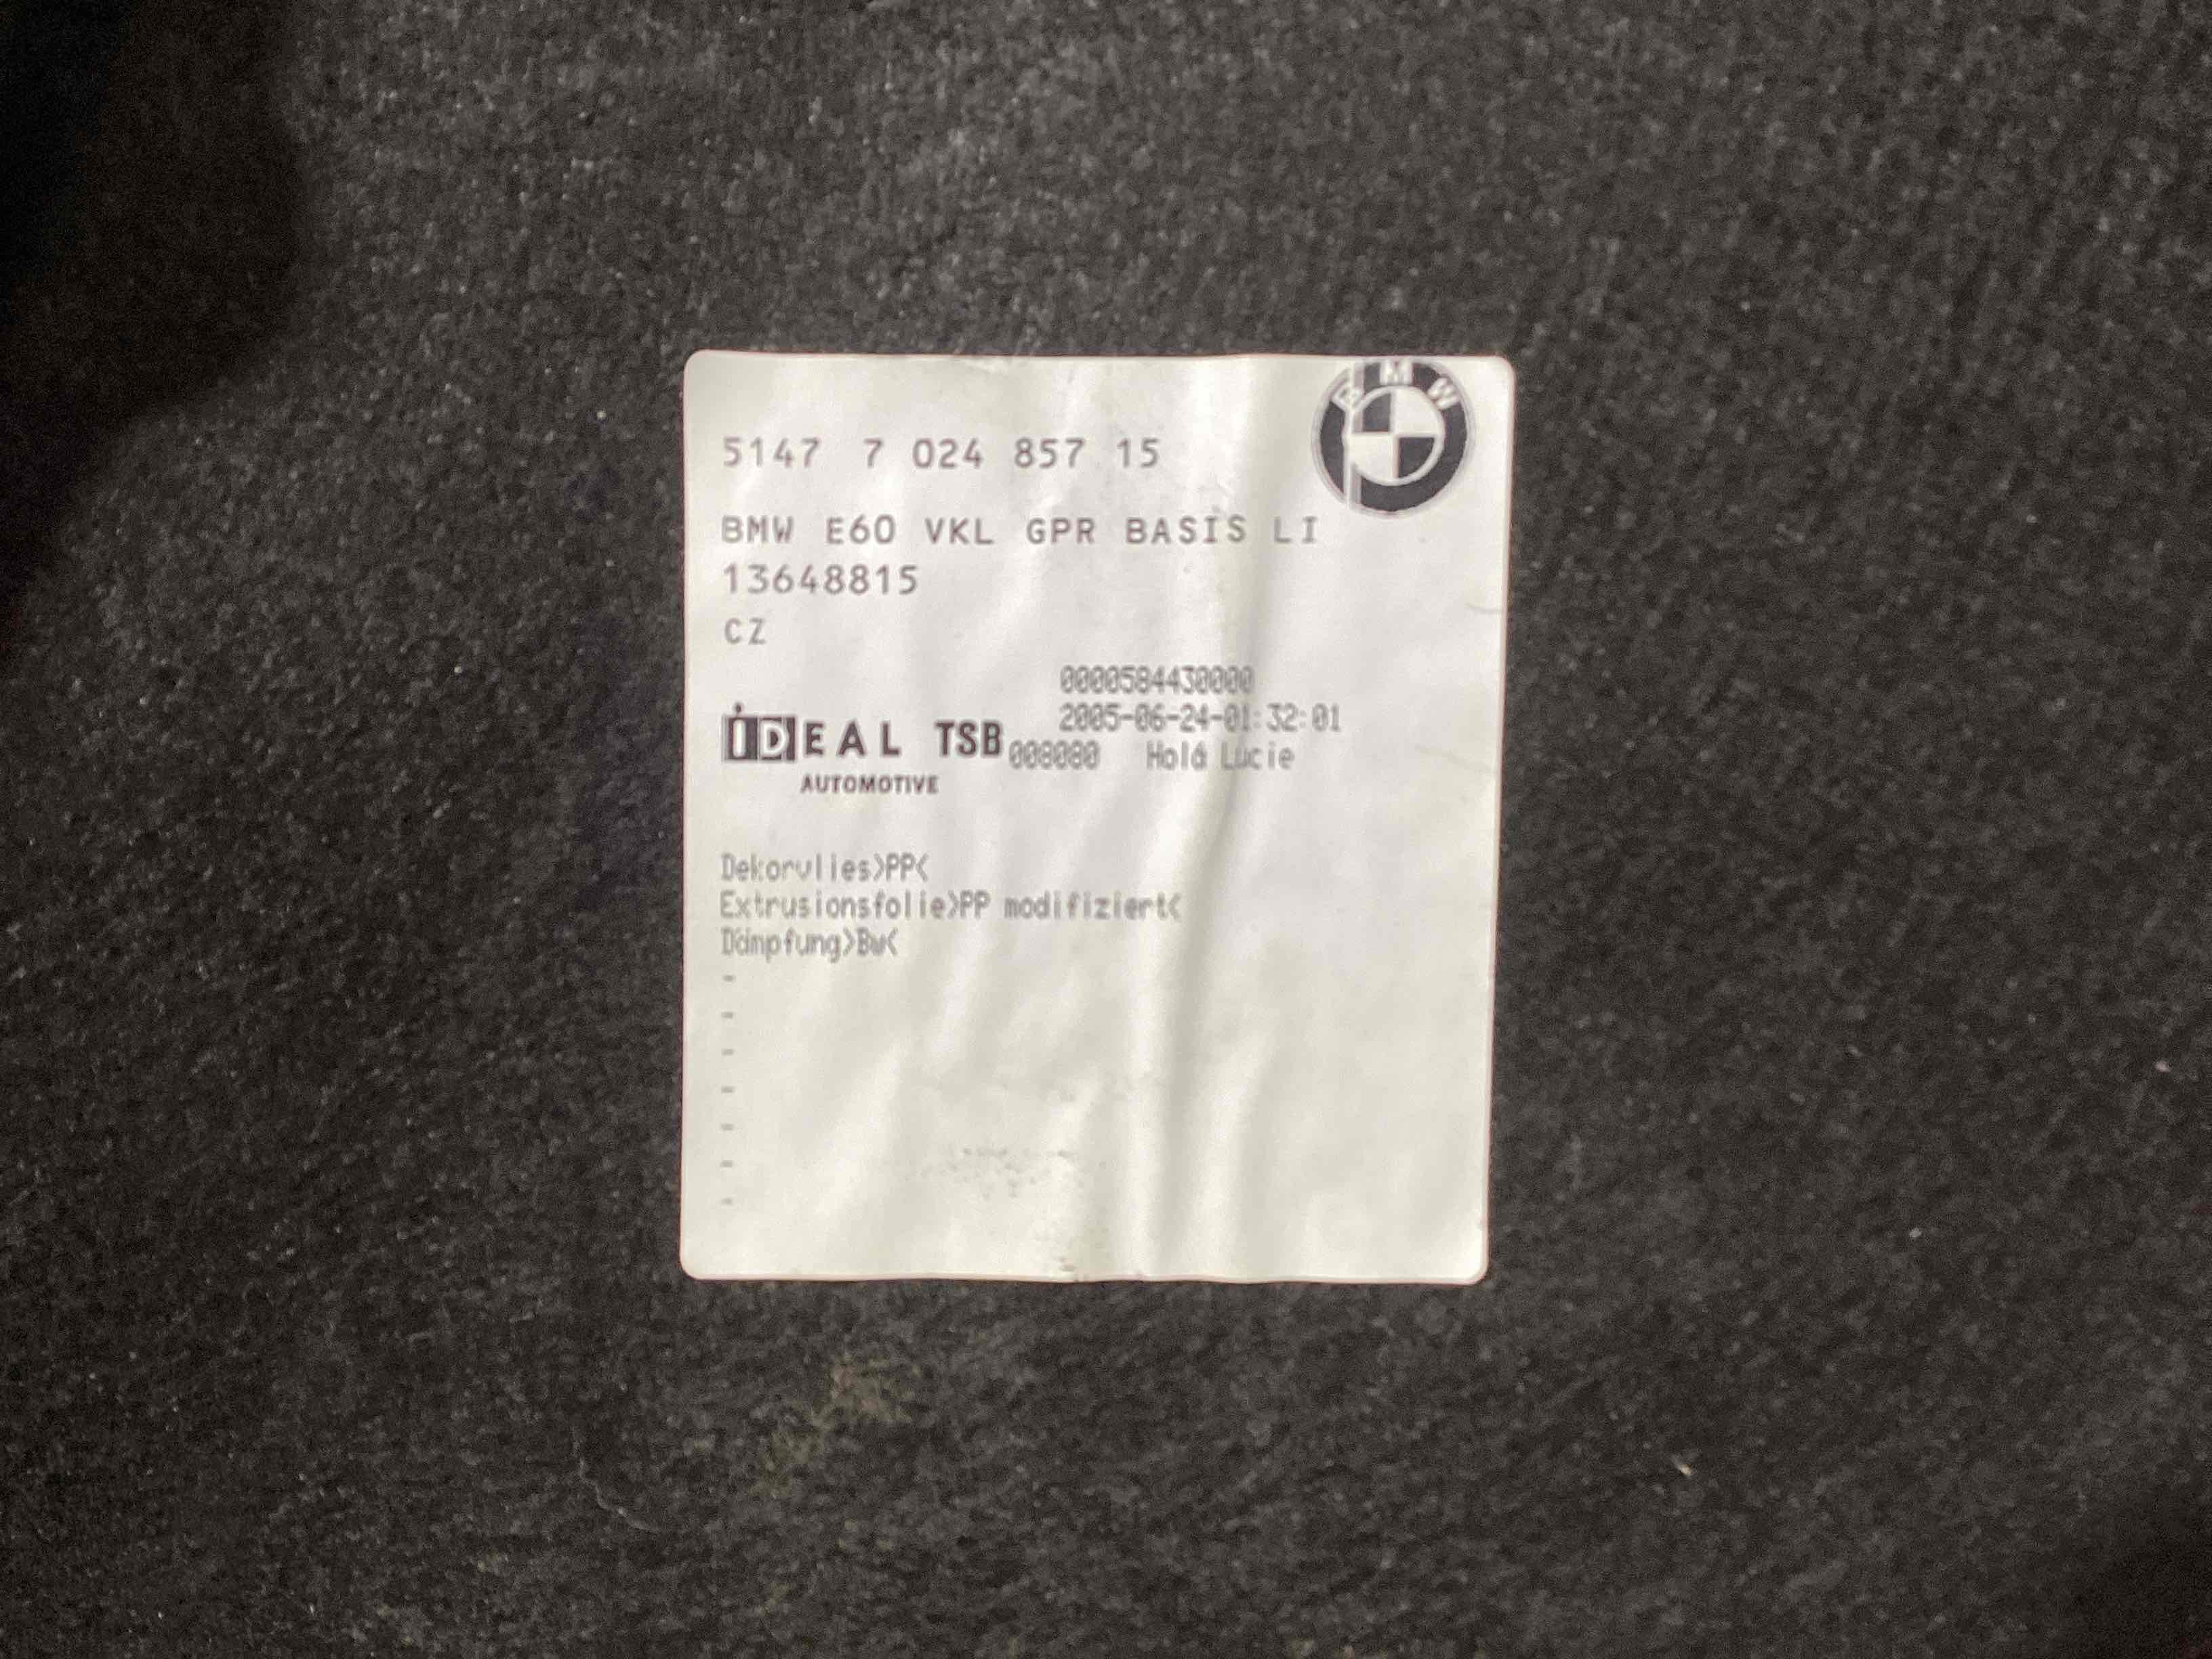 BMW
5147 7 024 857 15
BMW E60 VKL GPR BASIS LI
13648815
CZ
0000584430000
2005-06-24-01:32:01
iDEAL TSB 008080 Holá Lucie
AUTOMOTIVE
Dekorvlies>PP<
Extrusionsfolie>PP modifiziert<
Dämpfung>Bw<
-
-
-
-
-
-
-